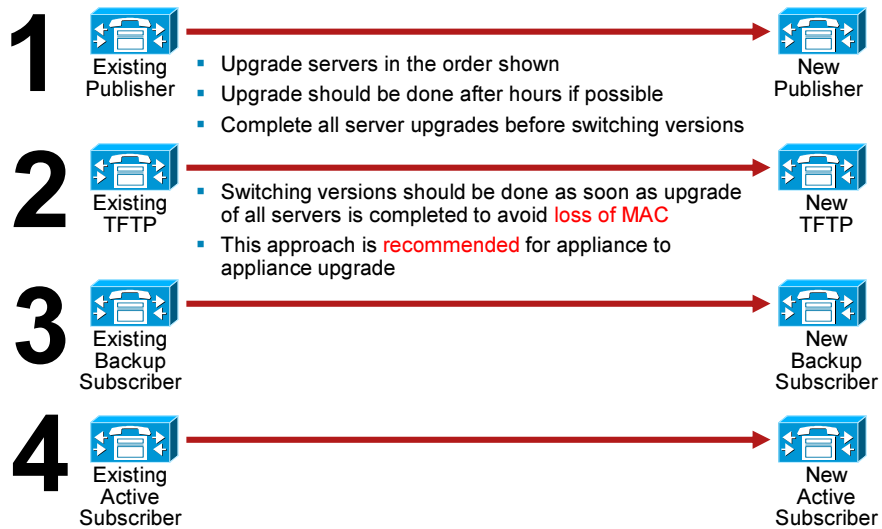 1
Existing
Publisher
▪ Upgrade servers in the order shown
▪ Upgrade should be done after hours if possible
▪ Complete all server upgrades before switching versions
New
Publisher
2
Existing
TFTP
▪ Switching versions should be done as soon as upgrade
of all servers is completed to avoid loss of MAC
▪ This approach is recommended for appliance to
appliance upgrade
New
TFTP
3
Existing
Backup
Subscriber
New
Backup
Subscriber
4
Existing
Active
Subscriber
New
Active
Subscriber